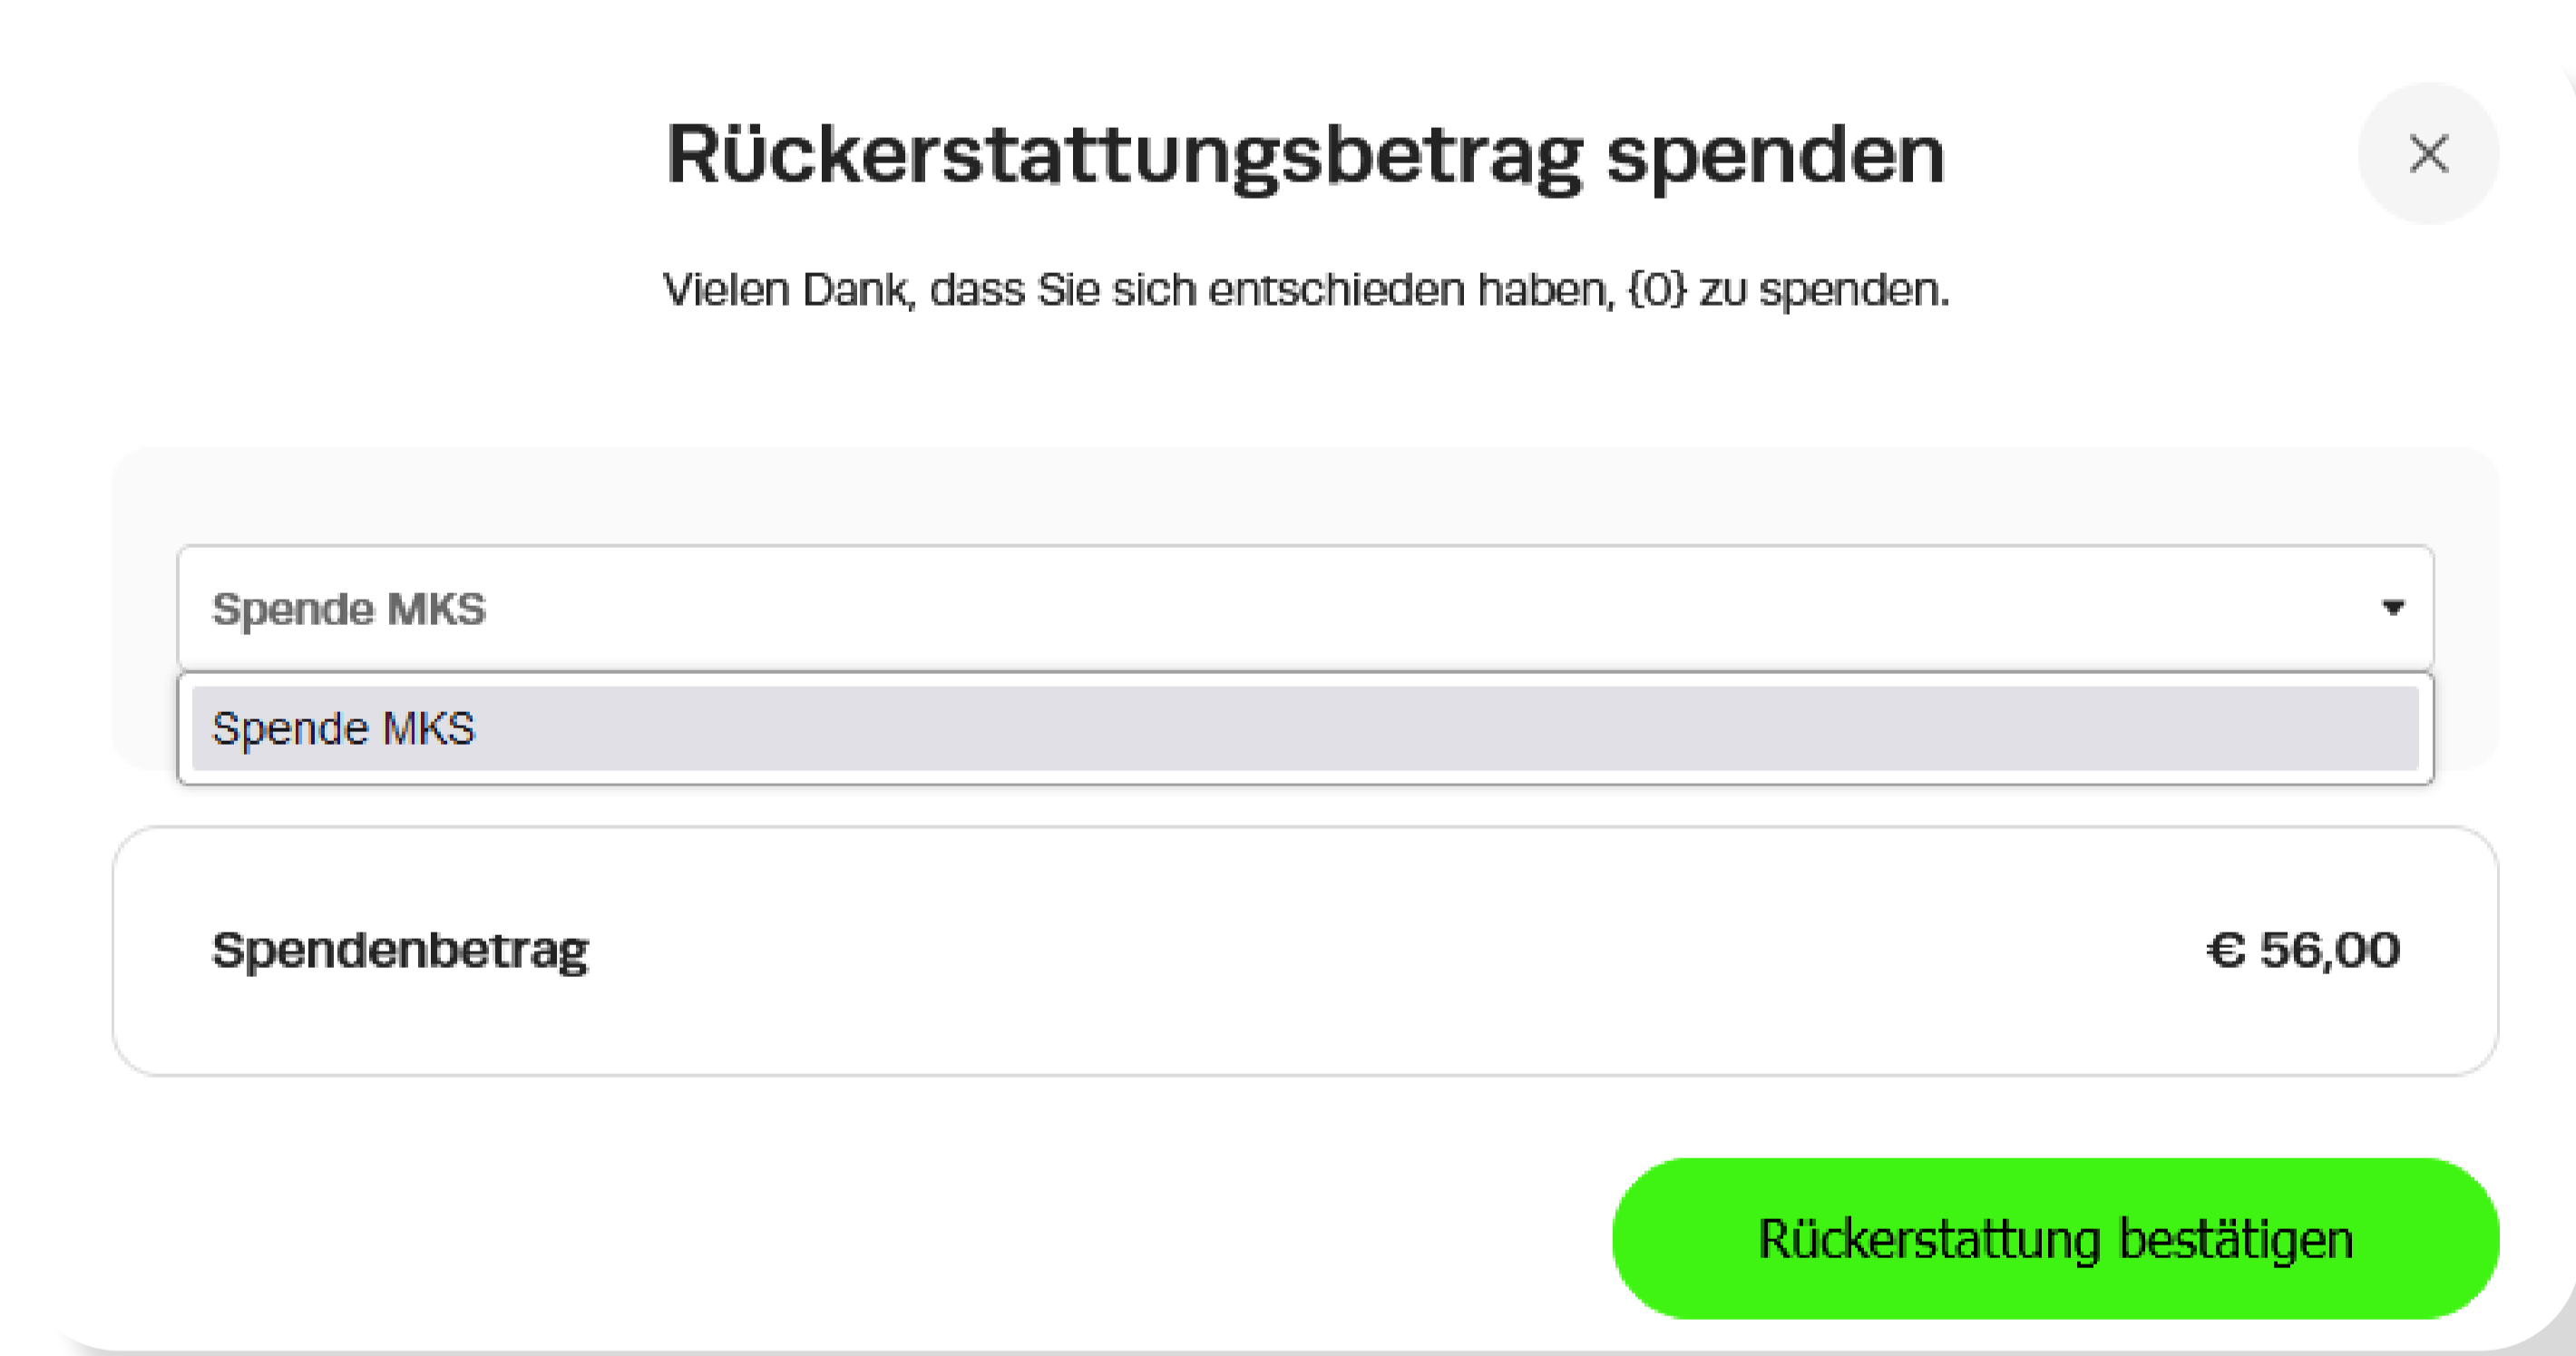 Rückerstattungsbetrag spenden
Vielen Dank, dass Sie sich entschieden haben, {0} zu spenden.
Spende MKS
Spende MKS
Spendenbetrag € 56,00
Rückerstattung bestätigen